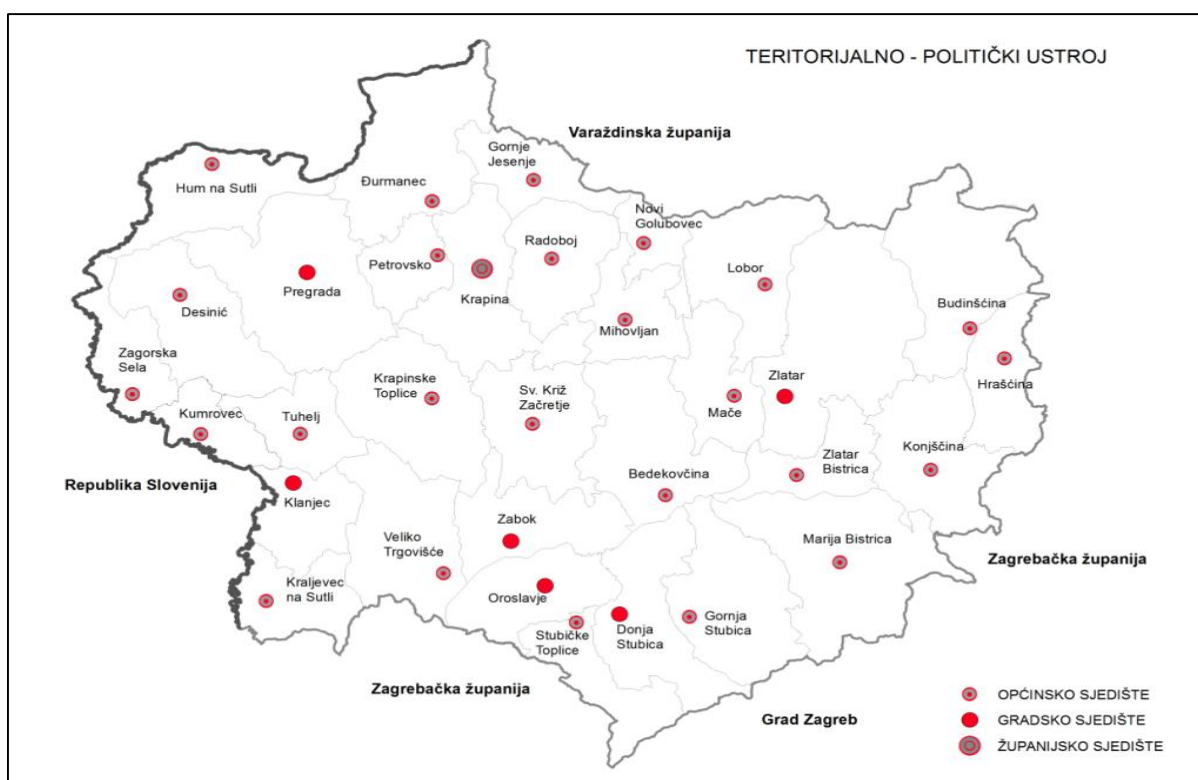 TERITORIJALNO - POLITIČKI USTROJ
Varaždinska županija
Gornje
Jesenje
Hum na Sutli
Đurmanec
Novi
Golubovec
Radoboj
Petrovsko
Lobor
Krapina
Pregrada
Desinić
Budinšćina
Mihovljan
Zagorska
Sela
Hrašćina
Krapinske
Toplice
Sv. Križ
Začretje
Zlatar
Mače
Kumrovec
Tuhelj
Konjščina
Zlatar
Bistrica
Republika Slovenija
Bedekovčina
Klanjec
Zabok
Veliko
Trgovišće
Marija Bistrica
Zagrebačka županija
Kraljevec
na Sutli
Oroslavje
Stubičke
Toplice
Donja
Stubica
Gornja
Stubica
Zagrebačka županija
Grad Zagreb
OPĆINSKO SJEDIŠTE
GRADSKO SJEDIŠTE
ŽUPANIJSKO SJEDIŠTE